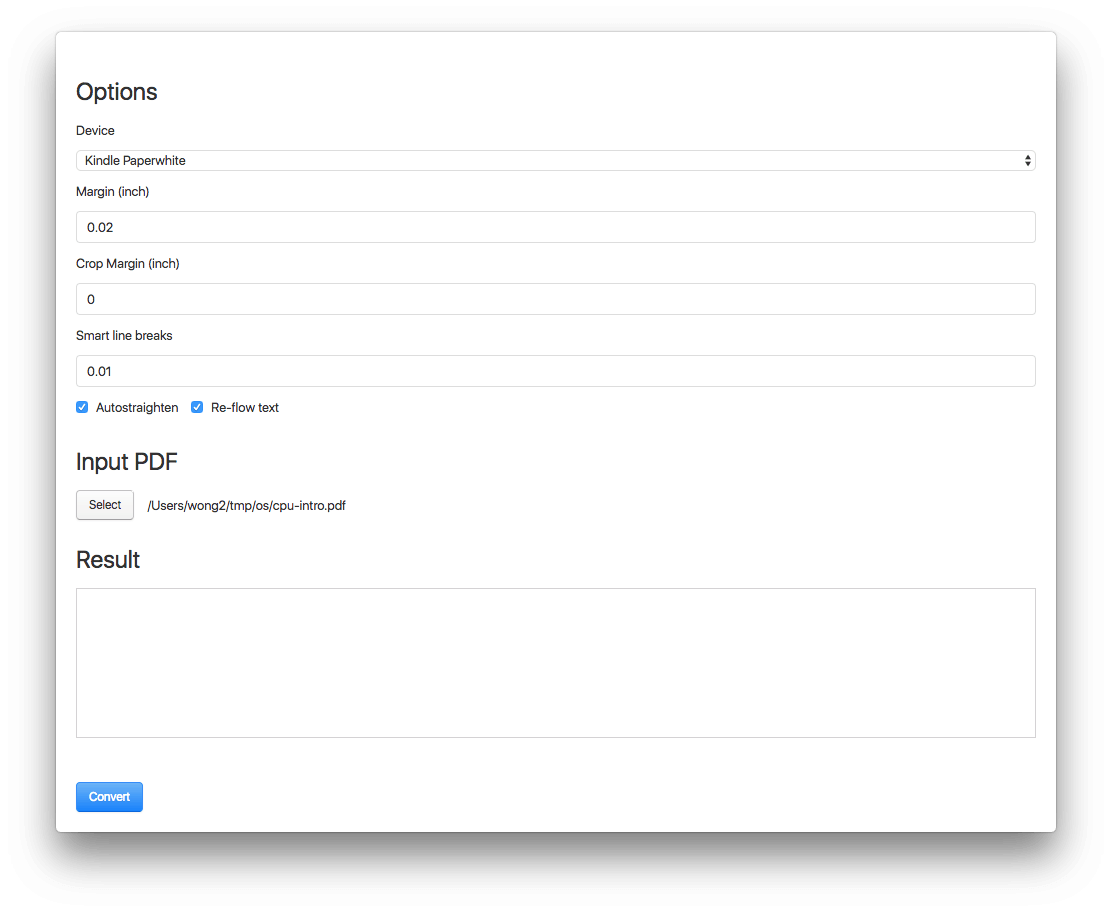 Options
Device
Kindle Paperwhite
Margin (inch)
0.02
Crop Margin (inch)
0
Smart line breaks
0.01
Autostraighten Re-flow text
Input PDF
Select /Users/wong2/tmp/os/cpu-intro.pdf
Result
Convert